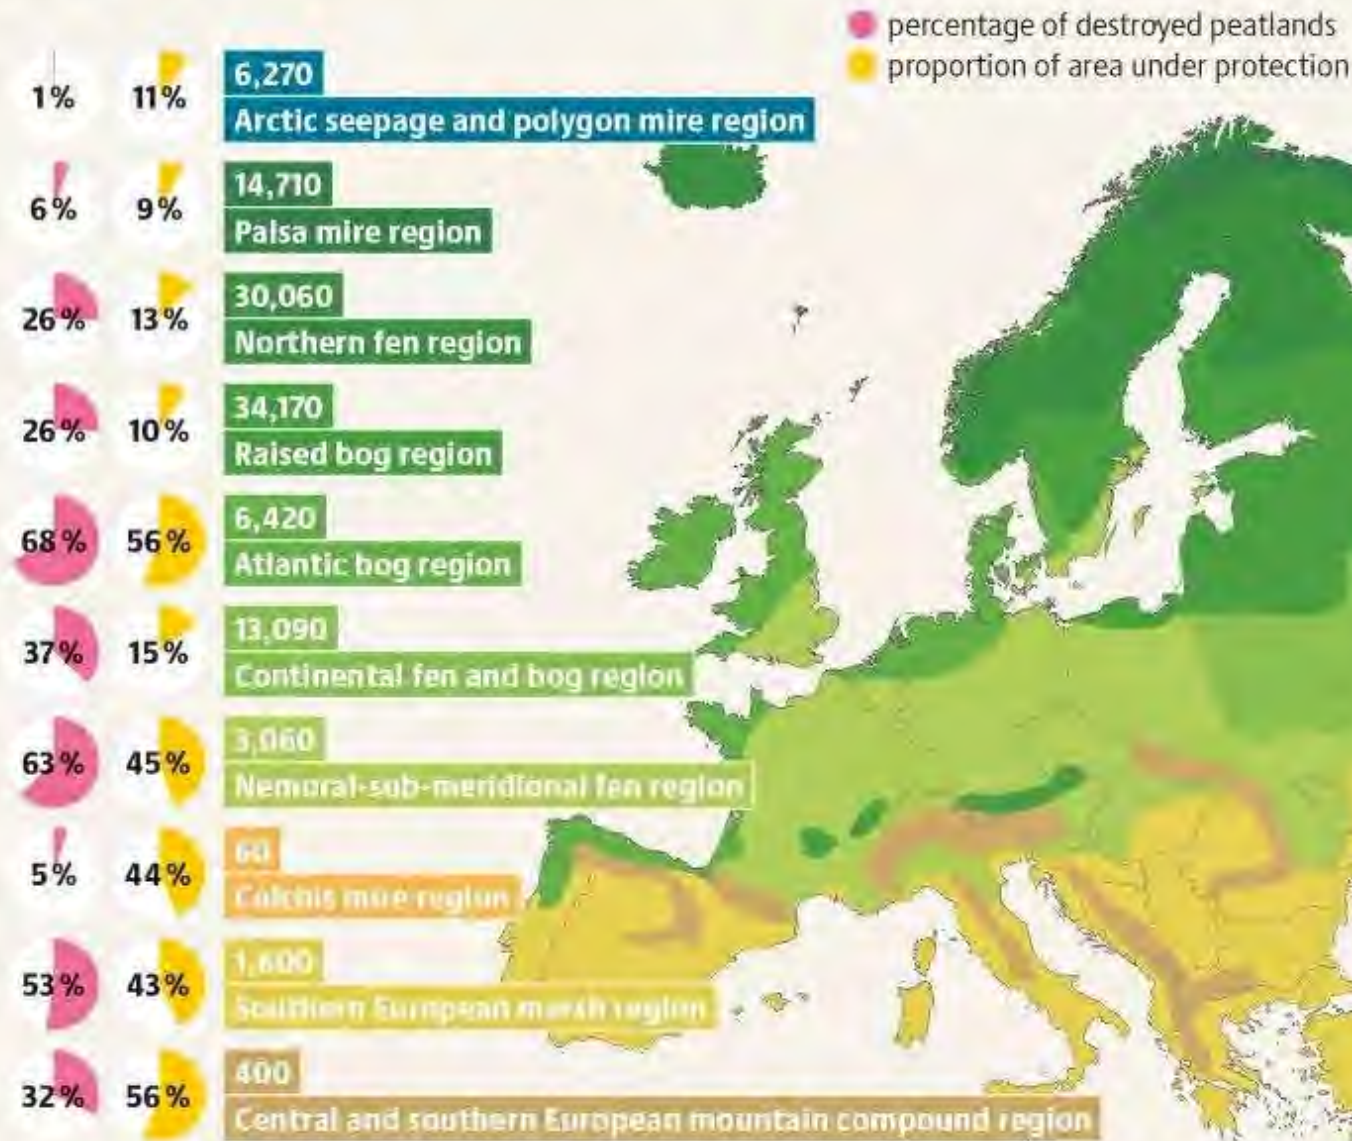 percentage of destroyed peatlands
proportion of area under protection
1% 11% 6,270
Arctic seepage and polygon mire region
6% 9% 14,710
Palsa mire region
26% 13% 30,060
Northern fen region
26% 10% 34,170
Raised bog region
68% 56% 6,420
Atlantic bog region
37% 15% 13,090
Continental fen and bog region
63% 45% 3,060
Nemoral-sub-meridional fen region
5% 44% 60
Colchis mire region
53% 43% 1,600
Southern European marsh region
32% 56% 400
Central and southern European mountain compound region